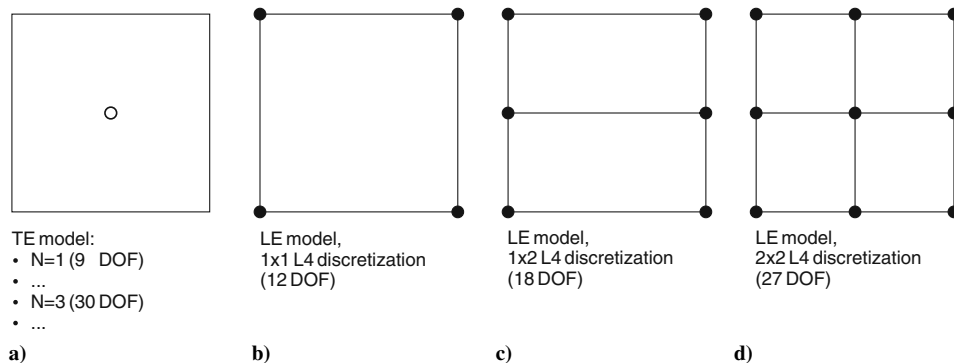 TE model:
• N=1 (9 DOF)
• ...
• N=3 (30 DOF)
• ...
a)
LE model,
1x1 L4 discretization
(12 DOF)
b)
LE model,
1x2 L4 discretization
(18 DOF)
c)
LE model,
2x2 L4 discretization
(27 DOF)
d)